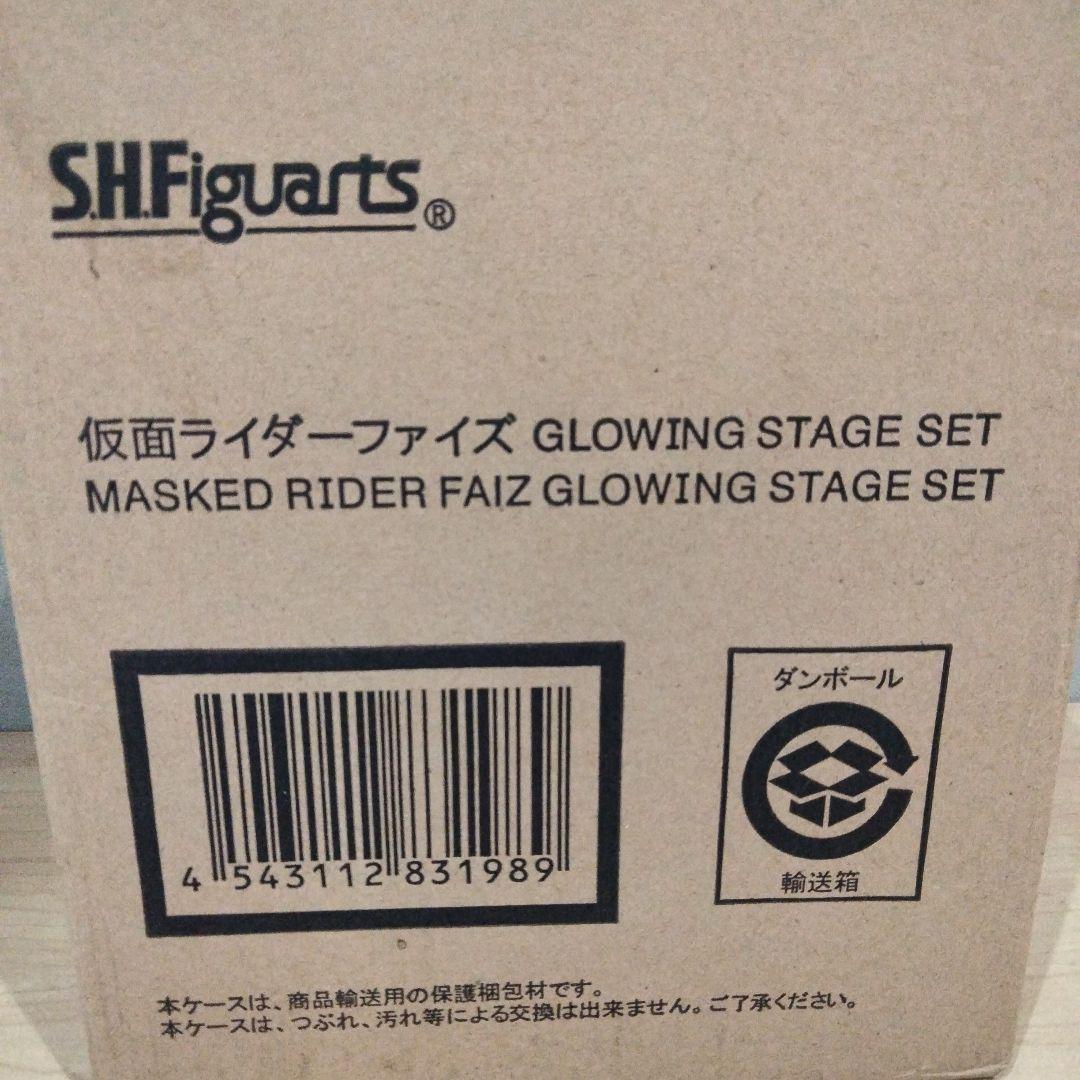 S.H.Figuarts®
仮面ライダーファイズ GLOWING STAGE SET
MASKED RIDER FAIZ GLOWING STAGE SET
4 543112 831989
ダンボール
輸送箱
本ケースは、商品輸送用の保護梱包材です。
本ケースは、つぶれ、汚れ等による交換は出来ません。ご了承ください。